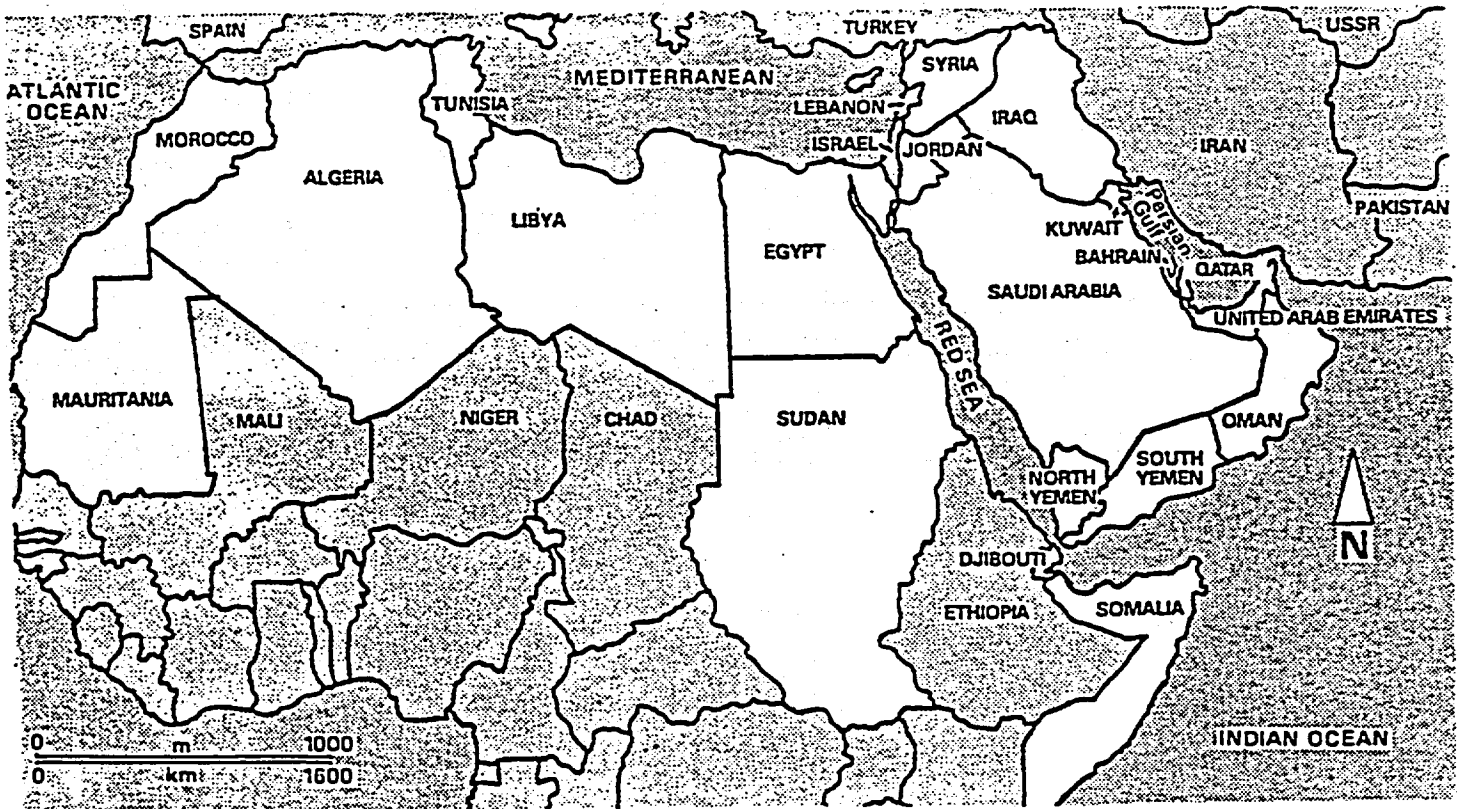 SPAIN
TURKEY
USSR
ATLANTIC
OCEAN
MEDITERRANEAN
SYRIA
TUNISIA
LEBANON
IRAQ
MOROCCO
ISRAEL
JORDAN
IRAN
ALGERIA
LIBYA
EGYPT
KUWAIT
Persian
Gulf
PAKISTAN
BAHRAIN
QATAR
SAUDI ARABIA
UNITED ARAB EMIRATES
RED SEA
MAURITANIA
MALI
NIGER
CHAD
SUDAN
OMAN
NORTH
YEMEN
SOUTH
YEMEN
N
DJIBOUTI
ETHIOPIA
SOMALIA
INDIAN OCEAN
0 m 1000
0 km 1600